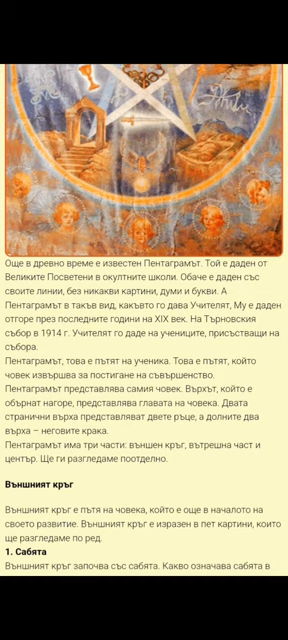 Още в древно време е известен Пентаграмът. Той е даден от
Великите Посветени в окултните школи. Обаче е даден със
своите линии, без никакви картини, думи и букви. А
Пентаграмът в такъв вид, какъвто го дава Учителят, Му е даден
отгоре през последните години на XIX век. На Търновския
събор в 1914 г. Учителят го даде на учениците, присъстващи на
събора.
Пентаграмът, това е пътят на ученика. Това е пътят, който
човек извършва за постигане на съвършенство.
Пентаграмът представлява самия човек. Върхът, който е
обърнат нагоре, представлява главата на човека. Двата
странични върха представляват двете ръце, а долните два
върха – неговите крака.
Пентаграмът има три части: външен кръг, вътрешна част и
център. Ще ги разгледаме поотделно.
Външният кръг
Външният кръг е пътя на човека, който е още в началото на
своето развитие. Външният кръг е изразен в пет картини, които
ще разгледаме по ред.
1. Сабята
Външният кръг започва със сабята. Какво означава сабята в